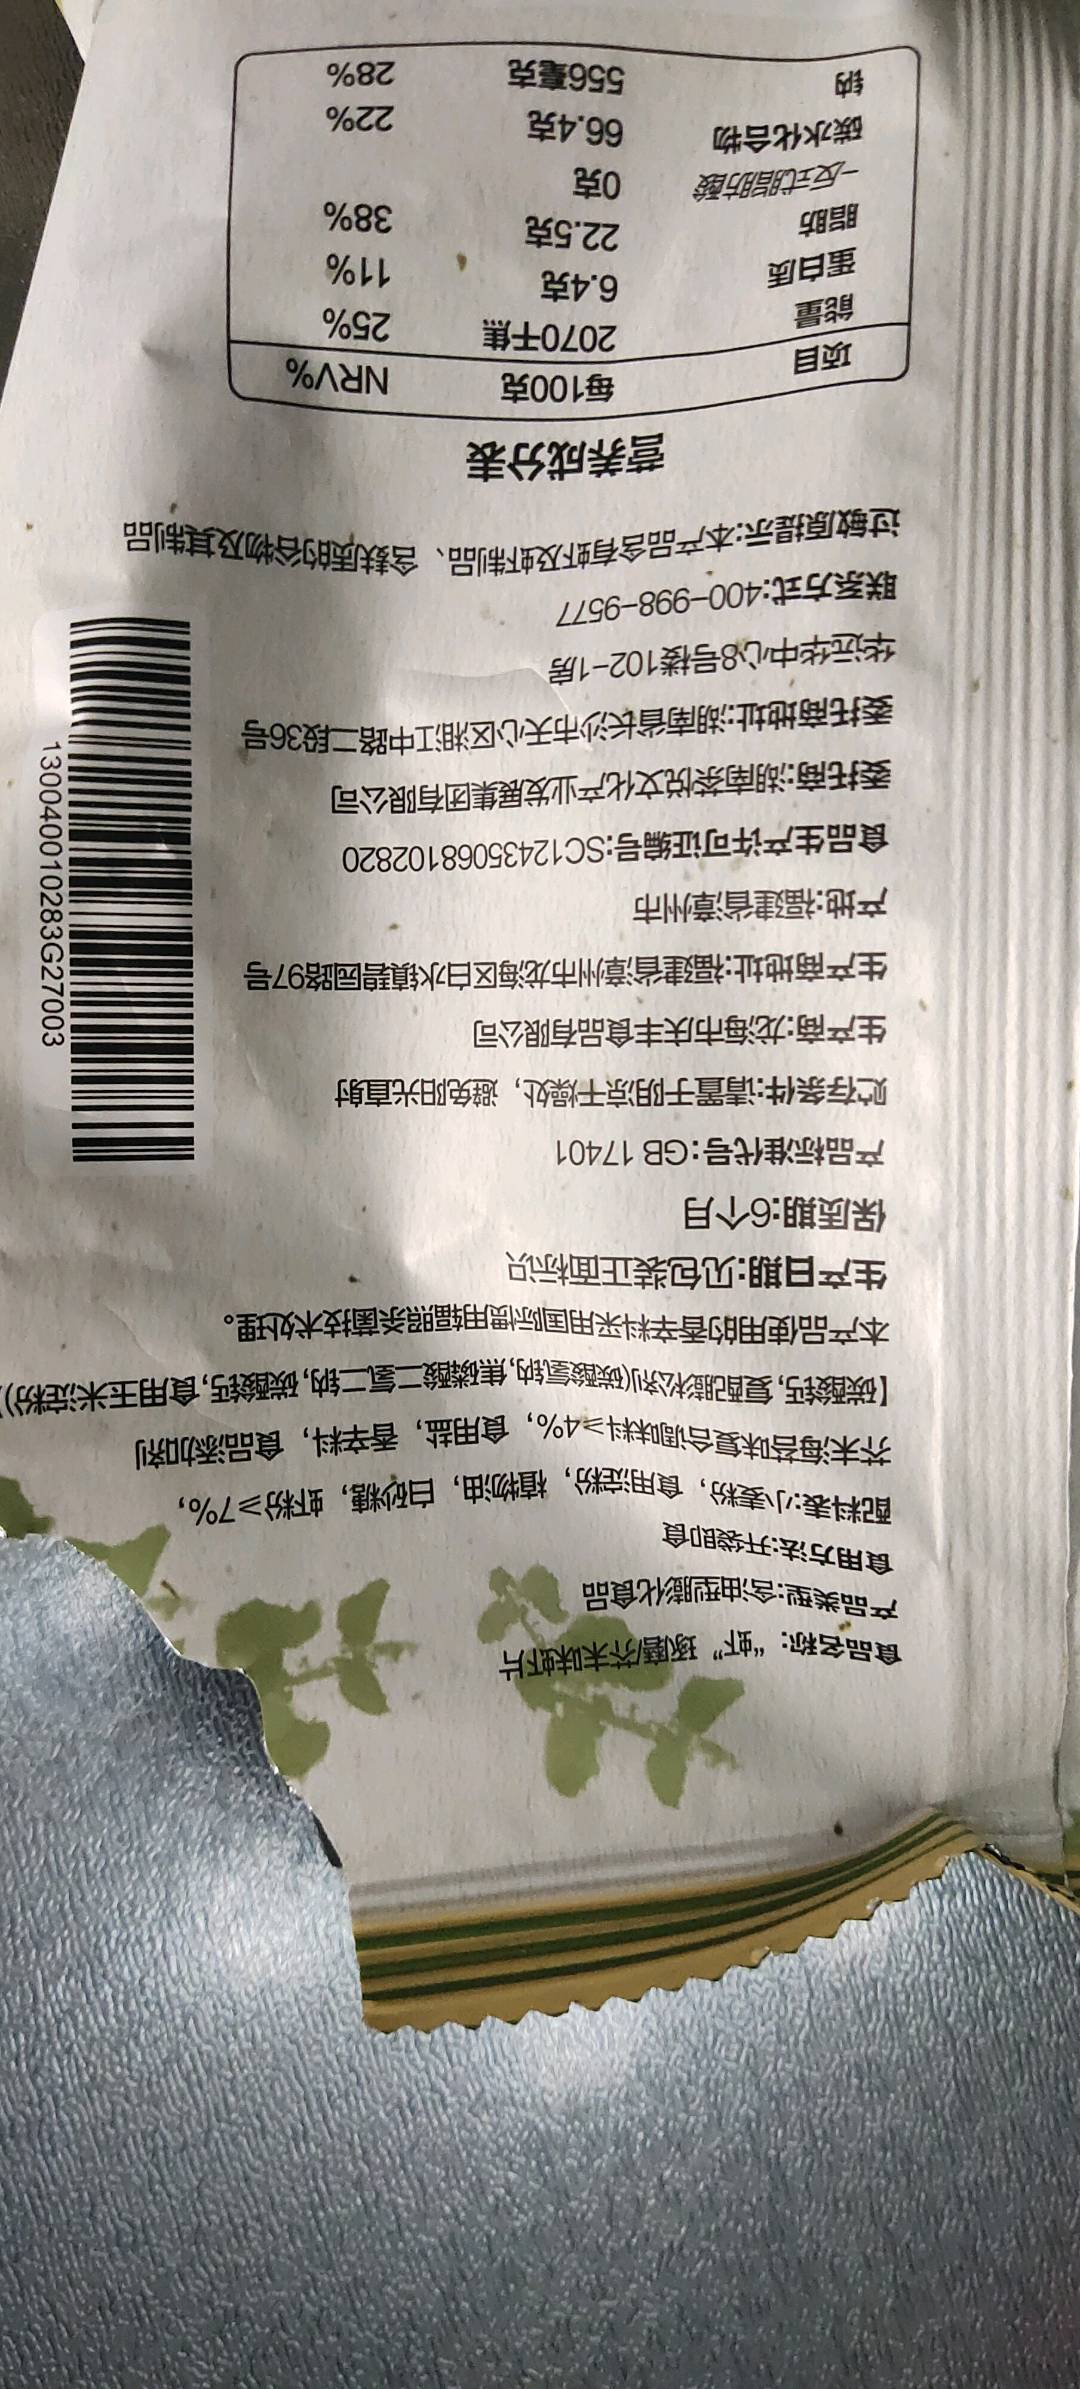 食品名称：“虾”琢磨/芥末味虾片
产品类型:含油型膨化食品
食用方法:开袋即食
配料表:小麦粉，食用淀粉，植物油，白砂糖，虾粉≥7%，
芥末海苔味复合调味料≥4%，食用盐，香辛料，食品添加剂
【碳酸钙,复配膨松剂(碳酸氢钠,焦磷酸二氢二钠,碳酸钙,食用玉米淀粉)
本产品使用的香辛料采用国际惯用辐照杀菌技术处理。
生产日期:见包装正面标识
保质期:6个月
产品标准代号:GB 17401
贮存条件:请置于阴凉干燥处，避免阳光直射
生产商:龙海市庆丰食品有限公司
生产商地址:福建省漳州市龙海区白水镇碧园路97号
产地:福建省漳州市
食品生产许可证编号:SC12435068102820
委托商:湖南茶悦文化产业发展集团有限公司
委托商地址:湖南省长沙市天心区湘江中路二段36号
华远华中心8号楼102-1房
联系方式:400-998-9577
过敏原提示:本产品含有虾及虾制品、含麸质的谷物及其制品
130040010283G27003
营养成分表
项目 每100克 NRV%
能量 2070千焦 25%
蛋白质 6.4克 11%
脂肪 22.5克 38%
-反式脂肪酸 0克
碳水化合物 66.4克 22%
钠 556毫克 28%